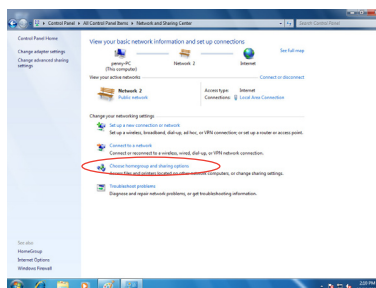 Control Panel ▸ All Control Panel Items ▸ Network and Sharing Center
Search Control Panel
Control Panel Home
Change adapter settings
Change advanced sharing
settings
View your basic network information and set up connections
See full map
penny-PC
(This computer)
Network 2
Internet
View your active networks
Connect or disconnect
Network 2
Public network
Access type: Internet
Connections: Local Area Connection
Change your networking settings
Set up a new connection or network
Set up a wireless, broadband, dial-up, ad hoc, or VPN connection; or set up a router or access point.
Connect to a network
Connect or reconnect to a wireless, wired, dial-up, or VPN network connection.
Choose homegroup and sharing options
Access files and printers located on other network computers, or change sharing settings.
Troubleshoot problems
Diagnose and repair network problems, or get troubleshooting information.
See also
HomeGroup
Internet Options
Windows Firewall
2:20 PM